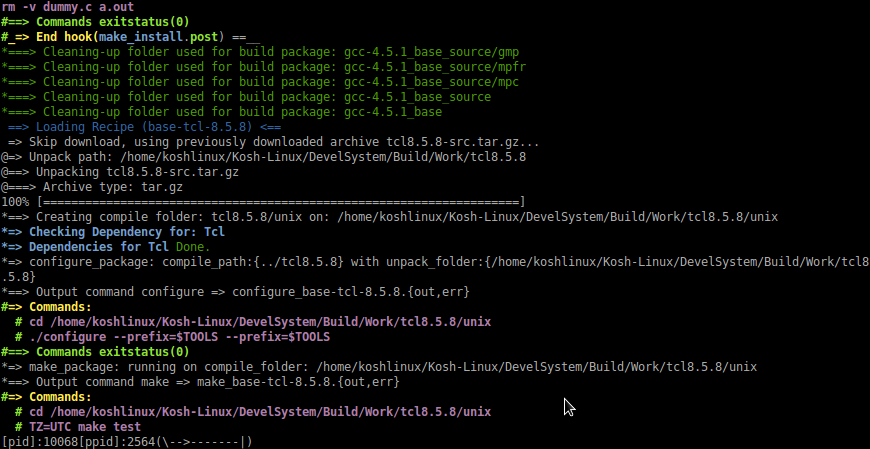 rm -v dummy.c a.out
#==> Commands exitstatus(0)
#_=> End hook(make_install.post) ==__
*===> Cleaning-up folder used for build package: gcc-4.5.1_base_source/gmp
*===> Cleaning-up folder used for build package: gcc-4.5.1_base_source/mpfr
*===> Cleaning-up folder used for build package: gcc-4.5.1_base_source/mpc
*===> Cleaning-up folder used for build package: gcc-4.5.1_base_source
*===> Cleaning-up folder used for build package: gcc-4.5.1_base
==> Loading Recipe (base-tcl-8.5.8) <==
=> Skip download, using previously downloaded archive tcl8.5.8-src.tar.gz...
@=> Unpack path: /home/koshlinux/Kosh-Linux/DevelSystem/Build/Work/tcl8.5.8
@==> Unpacking tcl8.5.8-src.tar.gz
@===> Archive type: tar.gz
100% [====================================================================]
*==> Creating compile folder: tcl8.5.8/unix on: /home/koshlinux/Kosh-Linux/DevelSystem/Build/Work/tcl8.5.8/unix
*=> Checking Dependency for: Tcl
*=> Dependencies for Tcl Done.
*=> configure_package: compile_path:{../tcl8.5.8} with unpack_folder:{/home/koshlinux/Kosh-Linux/DevelSystem/Build/Work/tcl8
.5.8}
*==> Output command configure => configure_base-tcl-8.5.8.{out,err}
#=> Commands:
# cd /home/koshlinux/Kosh-Linux/DevelSystem/Build/Work/tcl8.5.8/unix
# ./configure --prefix=$TOOLS --prefix=$TOOLS
#==> Commands exitstatus(0)
*=> make_package: running on compile_folder: /home/koshlinux/Kosh-Linux/DevelSystem/Build/Work/tcl8.5.8/unix
*==> Output command make => make_base-tcl-8.5.8.{out,err}
#=> Commands:
# cd /home/koshlinux/Kosh-Linux/DevelSystem/Build/Work/tcl8.5.8/unix
# TZ=UTC make test
[pid]:10068[ppid]:2564(\-->-------|)